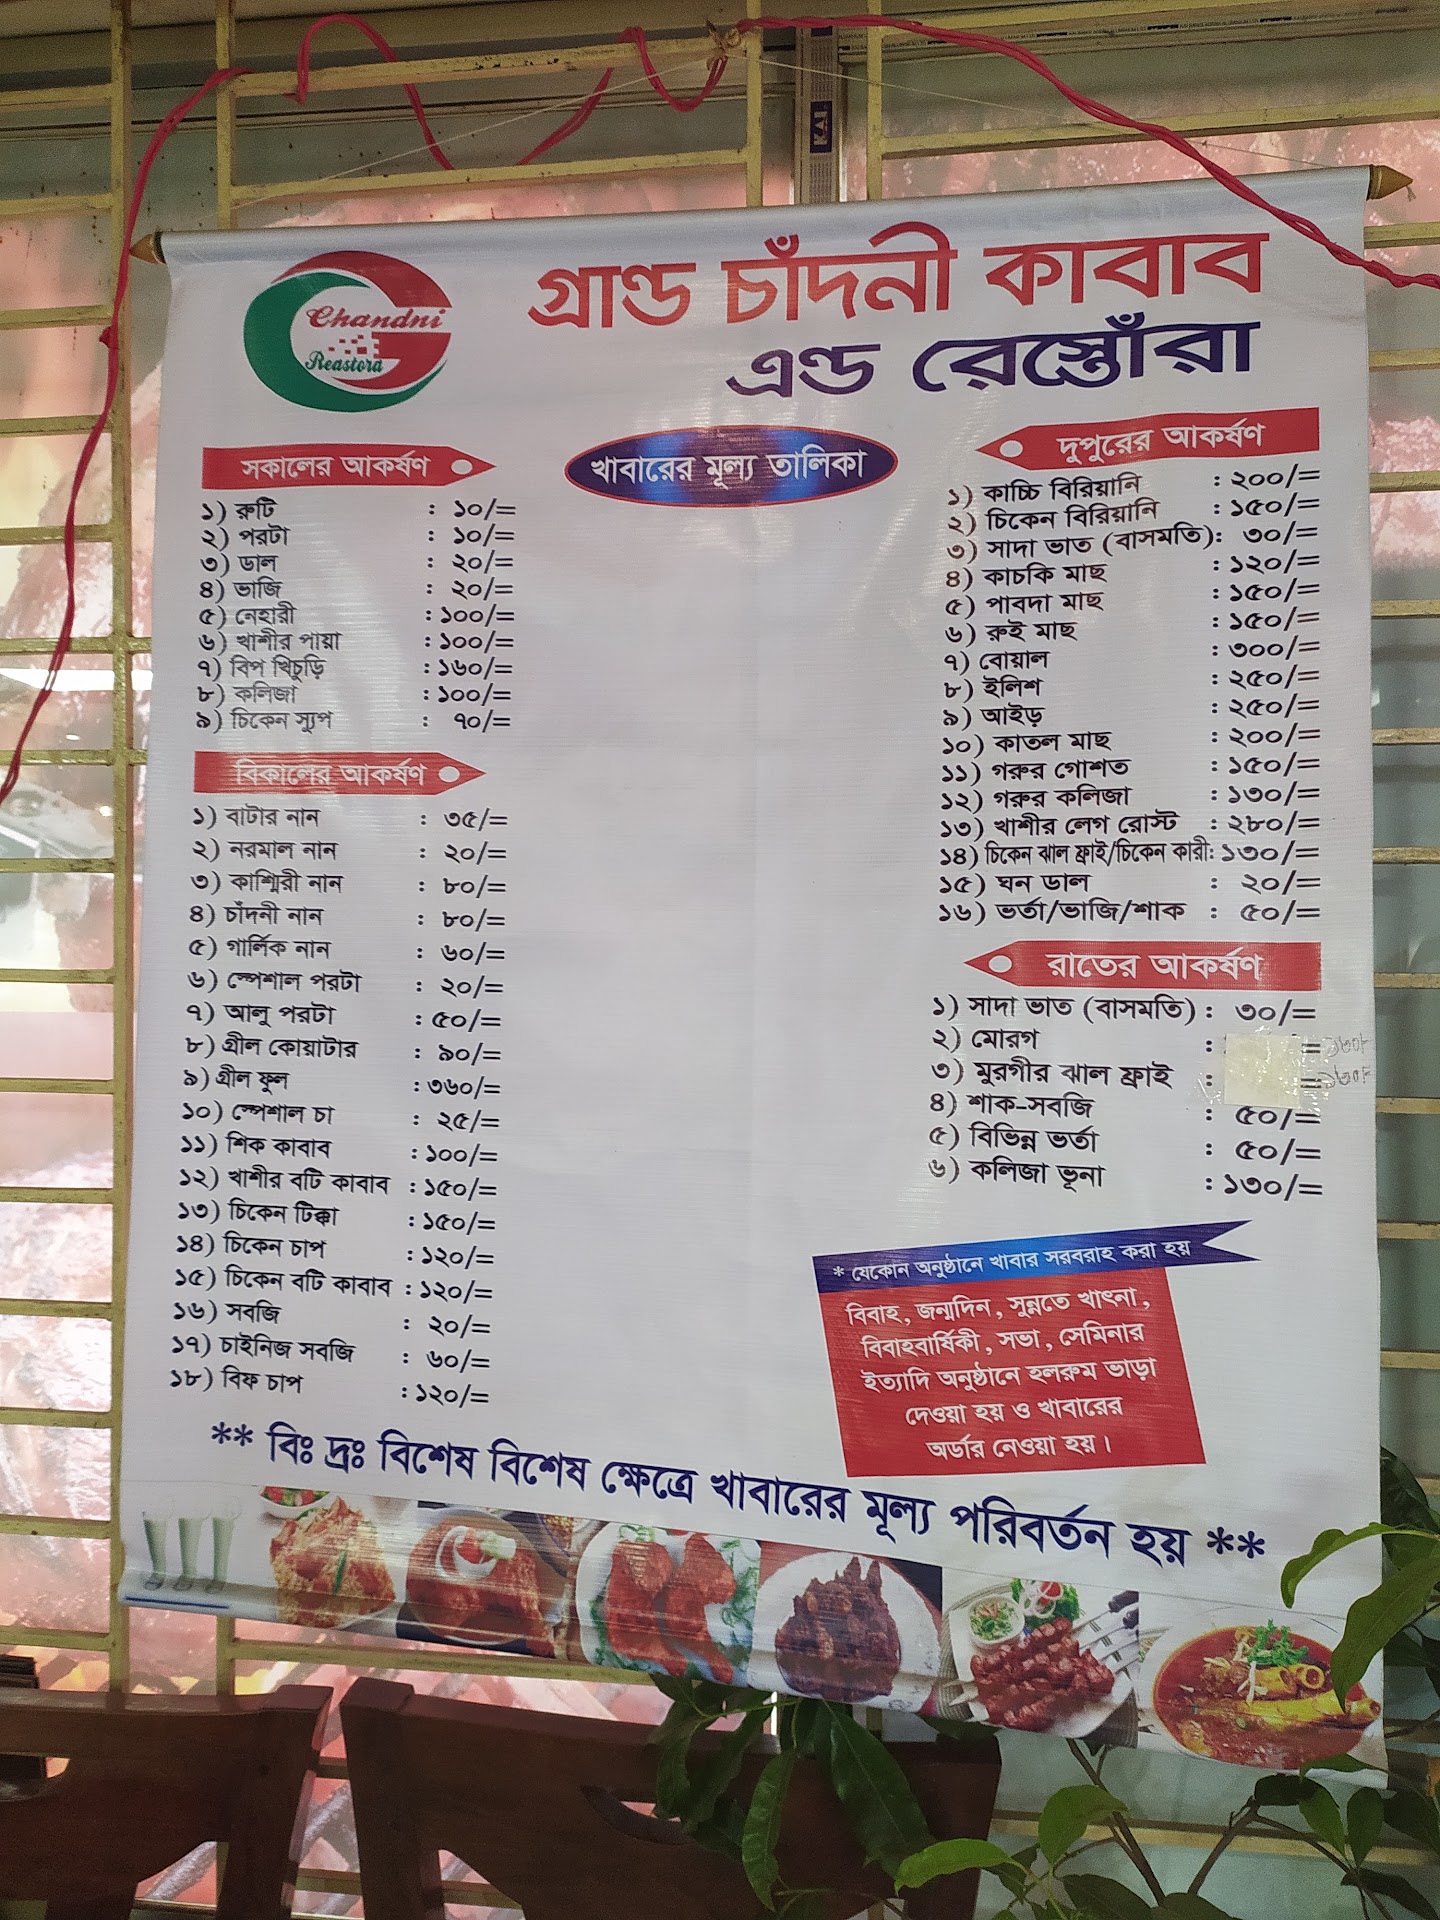 Chandni
Reastora
গ্রাণ্ড চাঁদনী কাবাব
এণ্ড রেস্তোঁরা
খাবারের মূল্য তালিকা
সকালের আকর্ষণ
১) রুটি : ১০/=
২) পরটা : ১০/=
৩) ডাল : ২০/=
৪) ভাজি : ২০/=
৫) নেহারী : ১০০/=
৬) খাশীর পায়া : ১০০/=
৭) বিপ খিচুড়ি : ১৬০/=
৮) কলিজা : ১০০/=
৯) চিকেন স্যুপ : ৭০/=
বিকালের আকর্ষণ
১) বাটার নান : ৩৫/=
২) নরমাল নান : ২০/=
৩) কাশ্মিরী নান : ৮০/=
৪) চাঁদনী নান : ৮০/=
৫) গার্লিক নান : ৬০/=
৬) স্পেশাল পরটা : ২০/=
৭) আলু পরটা : ৫০/=
৮) গ্রীল কোয়াটার : ৯০/=
৯) গ্রীল ফুল : ৩৬০/=
১০) স্পেশাল চা : ২৫/=
১১) শিক কাবাব : ১০০/=
১২) খাশীর বটি কাবাব : ১৫০/=
১৩) চিকেন টিক্কা : ১৫০/=
১৪) চিকেন চাপ : ১২০/=
১৫) চিকেন বটি কাবাব : ১২০/=
১৬) সবজি : ২০/=
১৭) চাইনিজ সবজি : ৬০/=
১৮) বিফ চাপ : ১২০/=
দুপুরের আকর্ষণ
১) কাচ্চি বিরিয়ানি : ২০০/=
২) চিকেন বিরিয়ানি : ১৫০/=
৩) সাদা ভাত (বাসমতি) : ৩০/=
৪) কাচকি মাছ : ১২০/=
৫) পাবদা মাছ : ১৫০/=
৬) রুই মাছ : ১৫০/=
৭) বোয়াল : ৩০০/=
৮) ইলিশ : ২৫০/=
৯) আইড় : ২৫০/=
১০) কাতল মাছ : ২০০/=
১১) গরুর গোশত : ১৫০/=
১২) গরুর কলিজা : ১৩০/=
১৩) খাশীর লেগ রোস্ট : ২৮০/=
১৪) চিকেন ঝাল ফ্রাই/চিকেন কারী: ১৩০/=
১৫) ঘন ডাল : ২০/=
১৬) ভর্তা/ভাজি/শাক : ৫০/=
রাতের আকর্ষণ
১) সাদা ভাত (বাসমতি) : ৩০/=
২) মোরগ : =
৩) মুরগীর ঝাল ফ্রাই : =
৪) শাক-সবজি : ৫০/=
৫) বিভিন্ন ভর্তা : ৫০/=
৬) কলিজা ভূনা : ১৩০/=
* যেকোন অনুষ্ঠানে খাবার সরবরাহ করা হয়
বিবাহ, জন্মদিন, সুন্নতে খাৎনা,
বিবাহবার্ষিকী, সভা, সেমিনার
ইত্যাদি অনুষ্ঠানে হলরুম ভাড়া
দেওয়া হয় ও খাবারের
অর্ডার নেওয়া হয়।
** বিঃ দ্রঃ বিশেষ বিশেষ ক্ষেত্রে খাবারের মূল্য পরিবর্তন হয় **